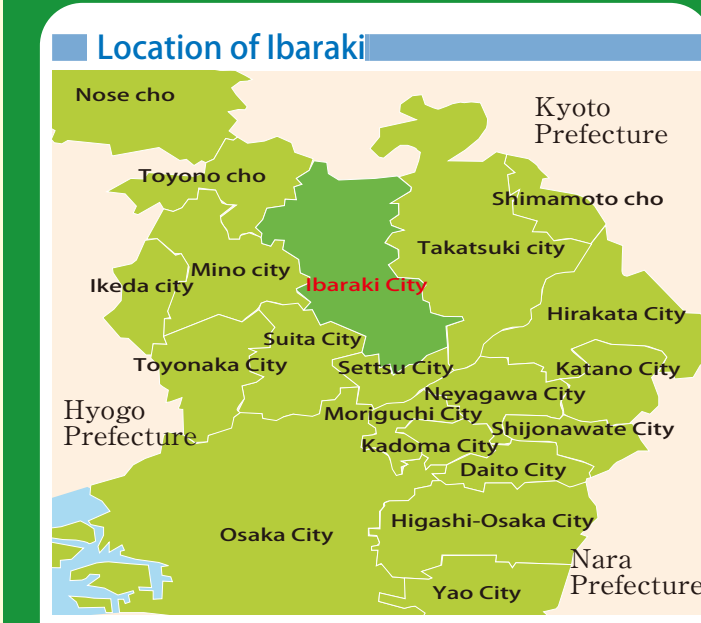 Location of Ibaraki
Nose cho
Kyoto
Prefecture
Toyono cho
Shimamoto cho
Takatsuki city
Mino city
Ikeda city
Ibaraki City
Hirakata City
Suita City
Toyonaka City
Settsu City
Katano City
Neyagawa City
Hyogo
Prefecture
Moriguchi City
Shijonawate City
Kadoma City
Daito City
Osaka City
Higashi-Osaka City
Nara
Prefecture
Yao City